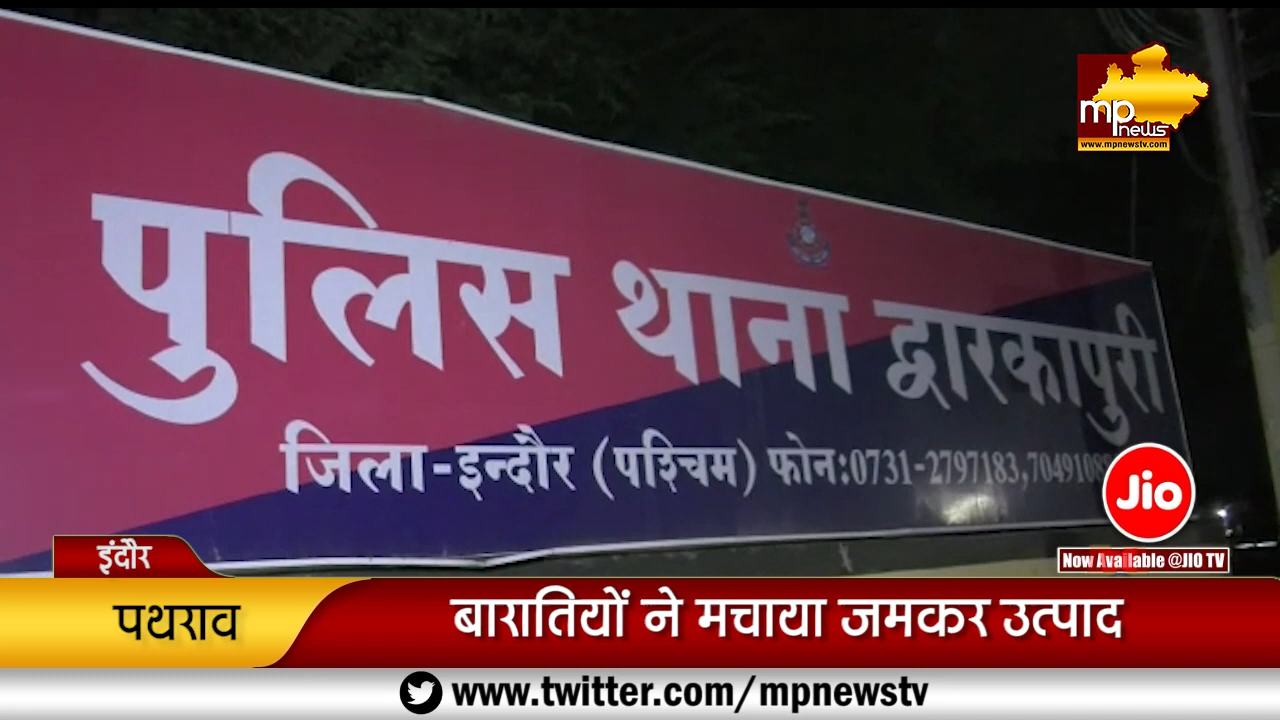 mp
news
www.mpnewstv.com
पुलिस थाना द्वारकापुरी
जिला-इन्दौर (पश्चिम) फोन:0731-2797183,
Jio
Now Available @JIO TV
इंदौर
पथराव
बारातियों ने मचाया जमकर उत्पाद
www.twitter.com/mpnewstv